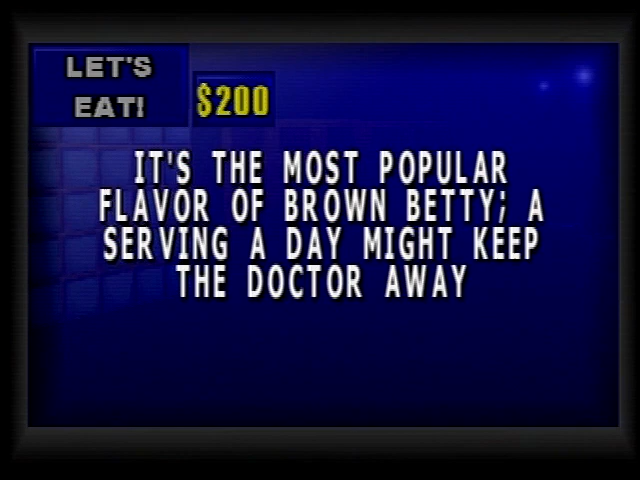 LET'S
EAT!
$200
IT'S THE MOST POPULAR
FLAVOR OF BROWN BETTY; A
SERVING A DAY MIGHT KEEP
THE DOCTOR AWAY